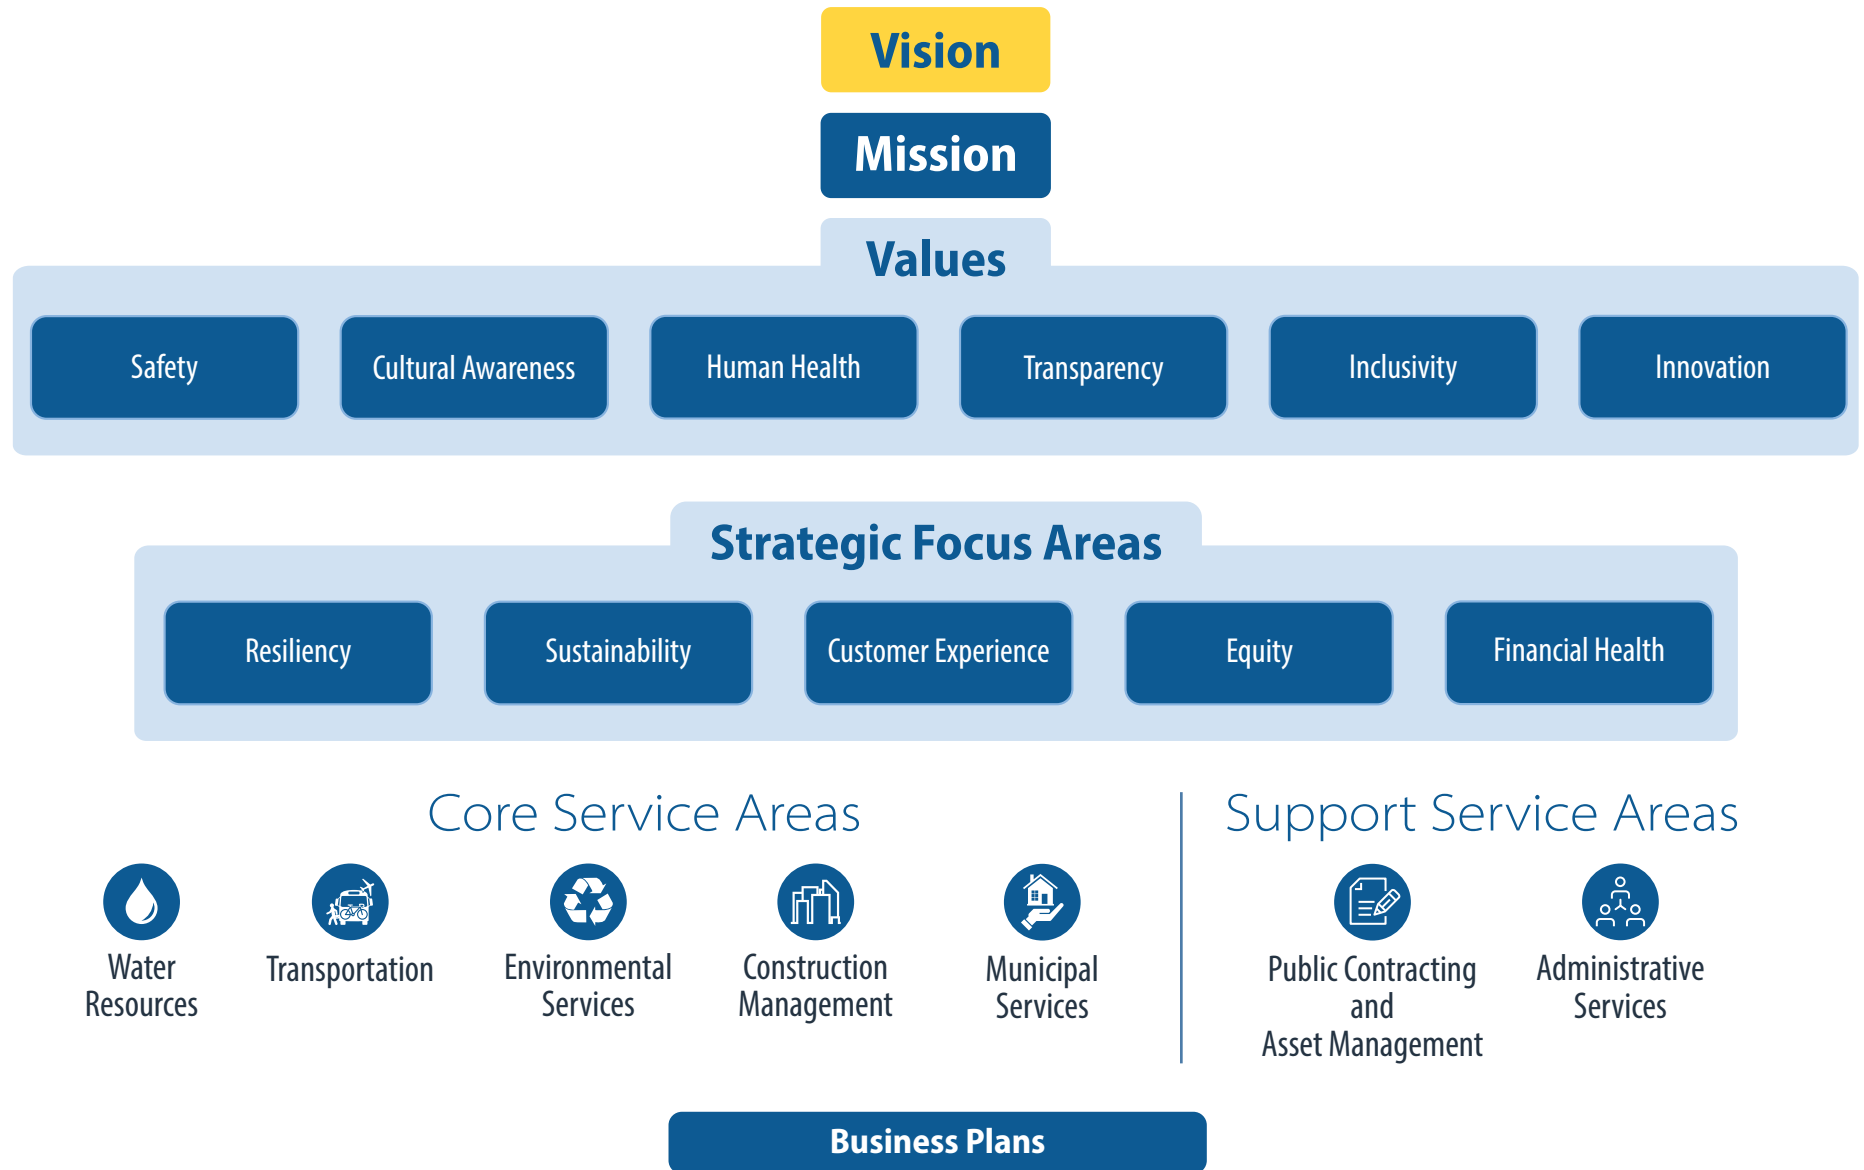 Vision
Mission
Values
Safety
Cultural Awareness
Human Health
Transparency
Inclusivity
Innovation
Strategic Focus Areas
Resiliency
Sustainability
Customer Experience
Equity
Financial Health
Core Service Areas
Water
Resources
Transportation
Environmental
Services
Construction
Management
Municipal
Services
Support Service Areas
Public Contracting
and
Asset Management
Administrative
Services
Business Plans